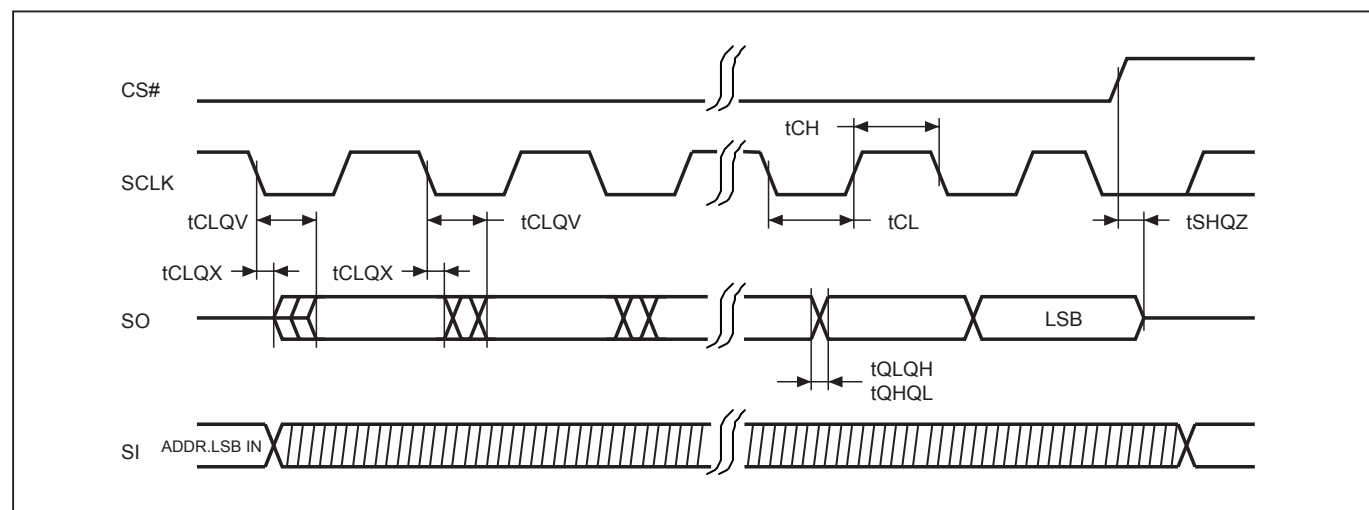 CS#
tCH
SCLK
tCLQV
tCLQV
tCL
tSHQZ
tCLQX
tCLQX
SO
LSB
tQLQH
tQHQL
SI
ADDR.LSB IN